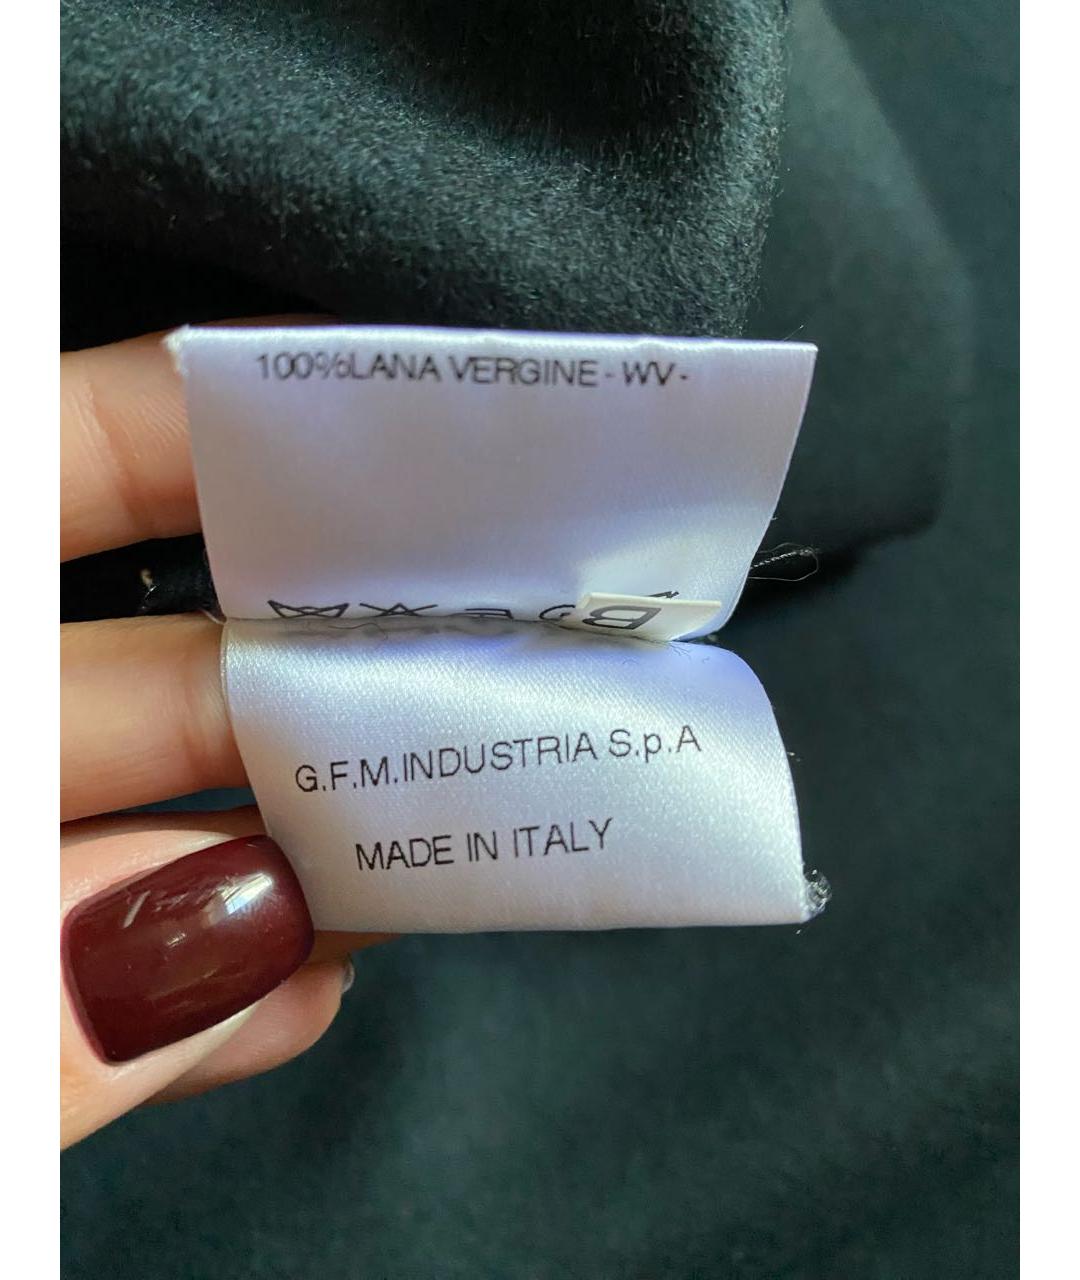 100%LANA VERGINE - WV -
B
G.F.M.INDUSTRIA S.p.A
MADE IN ITALY